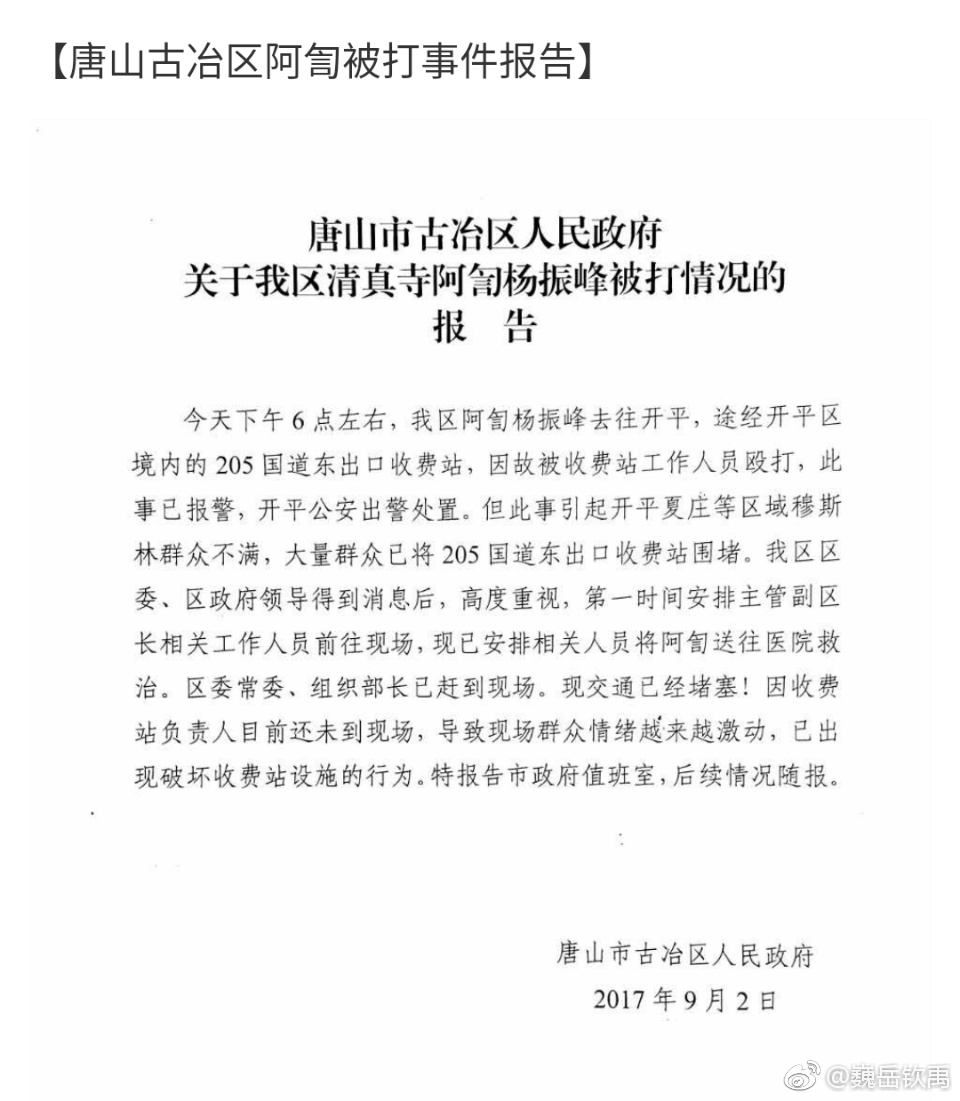 【唐山古冶区阿訇被打事件报告】
唐山市古冶区人民政府
关于我区清真寺阿訇杨振峰被打情况的
报 告
今天下午6点左右，我区阿訇杨振峰去往开平，途经开平区
境内的205国道东出口收费站，因故被收费站工作人员殴打，此
事已报警，开平公安出警处置。但此事引起开平夏庄等区域穆斯
林群众不满，大量群众已将205国道东出口收费站围堵。我区区
委、区政府领导得到消息后，高度重视，第一时间安排主管副区
长相关工作人员前往现场，现已安排相关人员将阿訇送往医院救
治。区委常委、组织部长已赶到现场。现交通已经堵塞！因收费
站负责人目前还未到现场，导致现场群众情绪越来越激动，已出
现破坏收费站设施的行为。特报告市政府值班室，后续情况随报。
唐山市古冶区人民政府
2017年9月2日
@巍岳钦禹